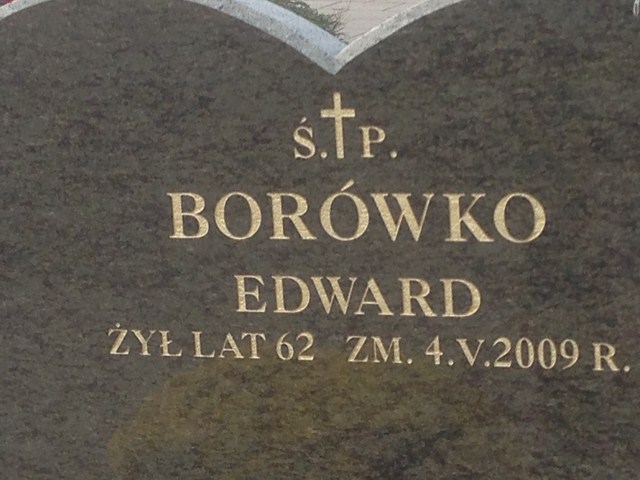 Ś.P.
BORÓWKO
EDWARD
ŻYŁ LAT 62 ZM. 4.V.2009 R.